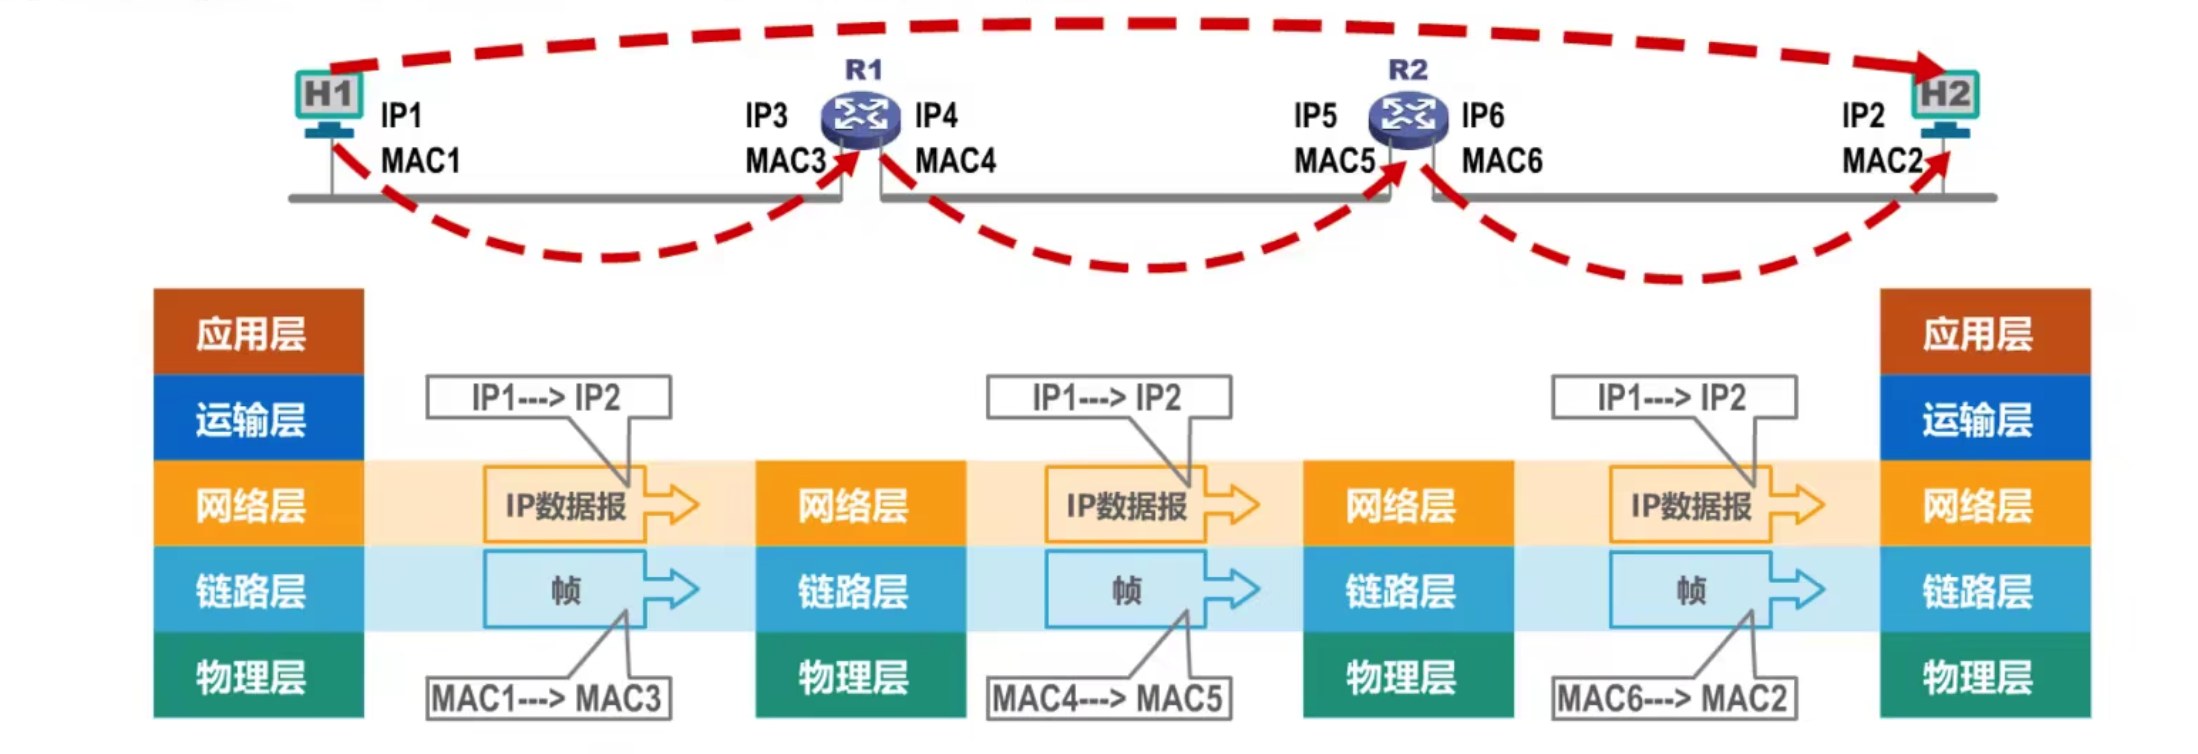 R1
R2
H1
H2
IP1
IP3
IP4
IP5
IP6
IP2
MAC1
MAC3
MAC4
MAC5
MAC6
MAC2
应用层
应用层
IP1---> IP2
IP1---> IP2
IP1---> IP2
运输层
运输层
网络层
IP数据报
网络层
IP数据报
网络层
IP数据报
网络层
链路层
帧
链路层
帧
链路层
帧
链路层
物理层
MAC1---> MAC3
物理层
MAC4---> MAC5
物理层
MAC6---> MAC2
物理层